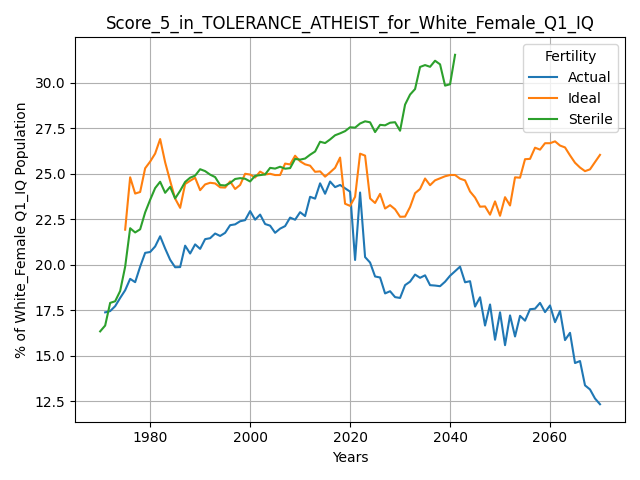 Score_5_in_TOLERANCE_ATHEIST_for_White_Female_Q1_IQ
Fertility
Actual
Ideal
Sterile
% of White_Female Q1_IQ Population
30.0
27.5
25.0
22.5
20.0
17.5
15.0
12.5
1980
2000
2020
2040
2060
Years